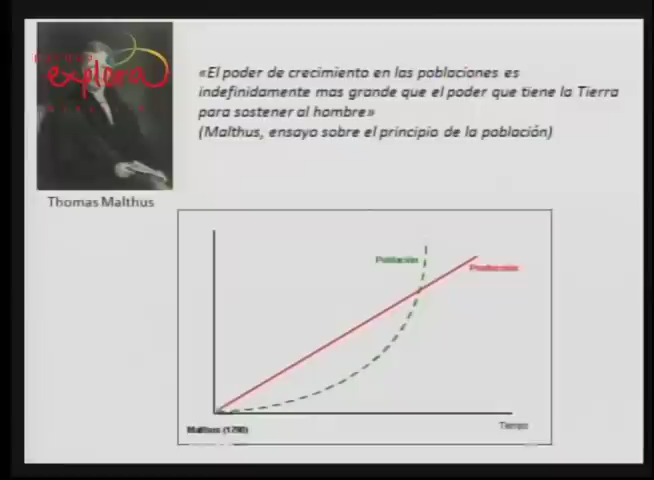 explora
«El poder de crecimiento en las poblaciones es
indefinidamente mas grande que el poder que tiene la Tierra
para sostener al hombre»
(Malthus, ensayo sobre el principio de la población)
Thomas Malthus
Población
Producción
Malthus (1798)
Tiempo